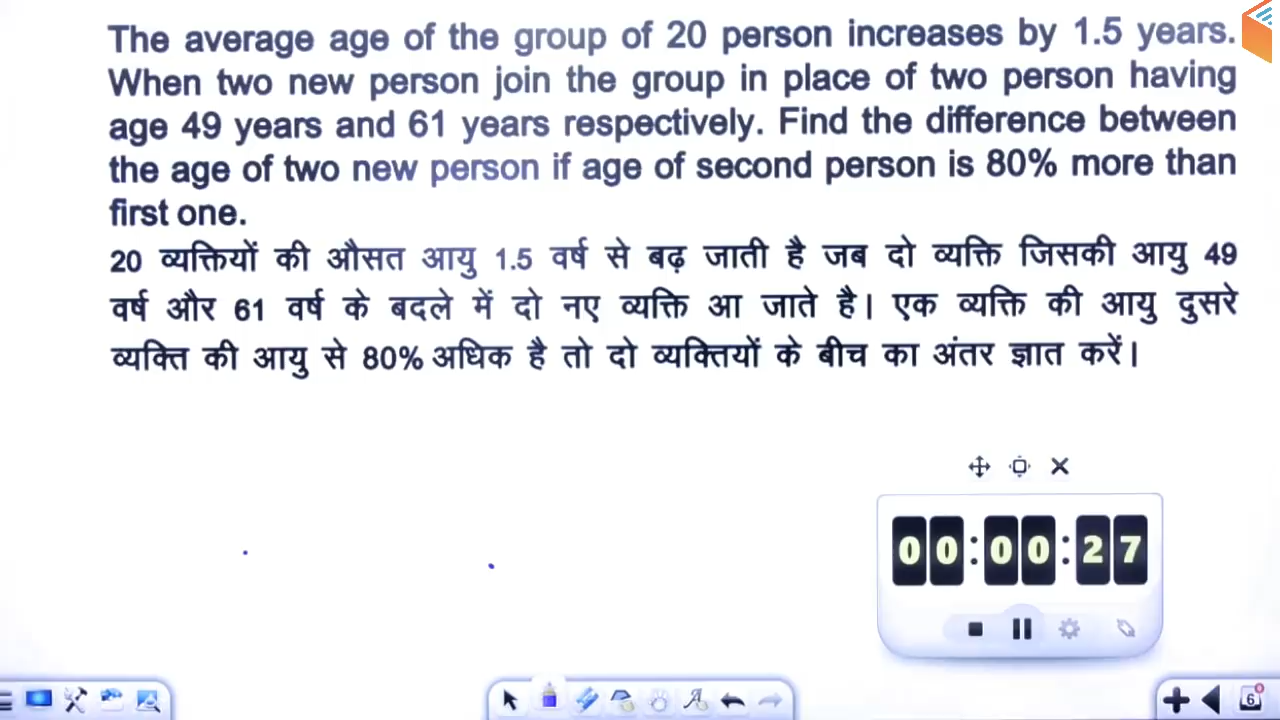 The average age of the group of 20 person increases by 1.5 years.
When two new person join the group in place of two person having
age 49 years and 61 years respectively. Find the difference between
the age of two new person if age of second person is 80% more than
first one.
20 व्यक्तियों की औसत आयु 1.5 वर्ष से बढ़ जाती है जब दो व्यक्ति जिसकी आयु 49
वर्ष और 61 वर्ष के बदले में दो नए व्यक्ति आ जाते है। एक व्यक्ति की आयु दुसरे
व्यक्ति की आयु से 80% अधिक है तो दो व्यक्तियों के बीच का अंतर ज्ञात करें।
00:00:27
6